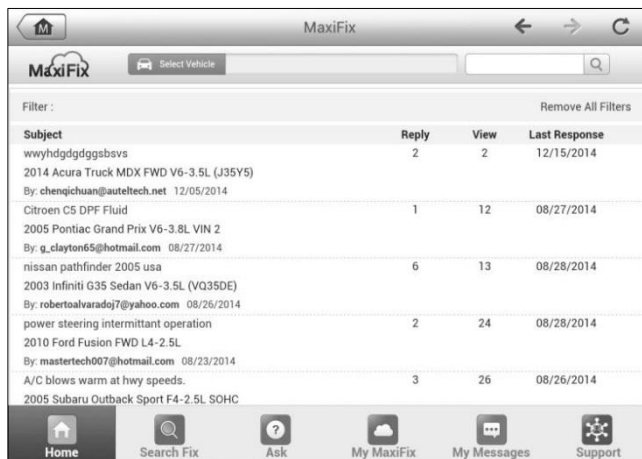 M MaxiFix
MaxiFix Select Vehicle
Filter : Remove All Filters
Subject Reply View Last Response
wwyhdgdgdggsbsvs 2 2 12/15/2014
2014 Acura Truck MDX FWD V6-3.5L (J35Y5)
By: chenqichuan@auteltech.net 12/05/2014
Citroen C5 DPF Fluid 1 12 08/27/2014
2005 Pontiac Grand Prix V6-3.8L VIN 2
By: g_clayton65@hotmail.com 08/27/2014
nissan pathfinder 2005 usa 6 13 08/28/2014
2003 Infiniti G35 Sedan V6-3.5L (VQ35DE)
By: robertoalvaradoj7@yahoo.com 08/26/2014
power steering intermittant operation 2 24 08/28/2014
2010 Ford Fusion FWD L4-2.5L
By: mastertech007@hotmail.com 08/23/2014
A/C blows warm at hwy speeds. 3 26 08/26/2014
2005 Subaru Outback Sport F4-2.5L SOHC
Home Search Fix Ask My MaxiFix My Messages Support